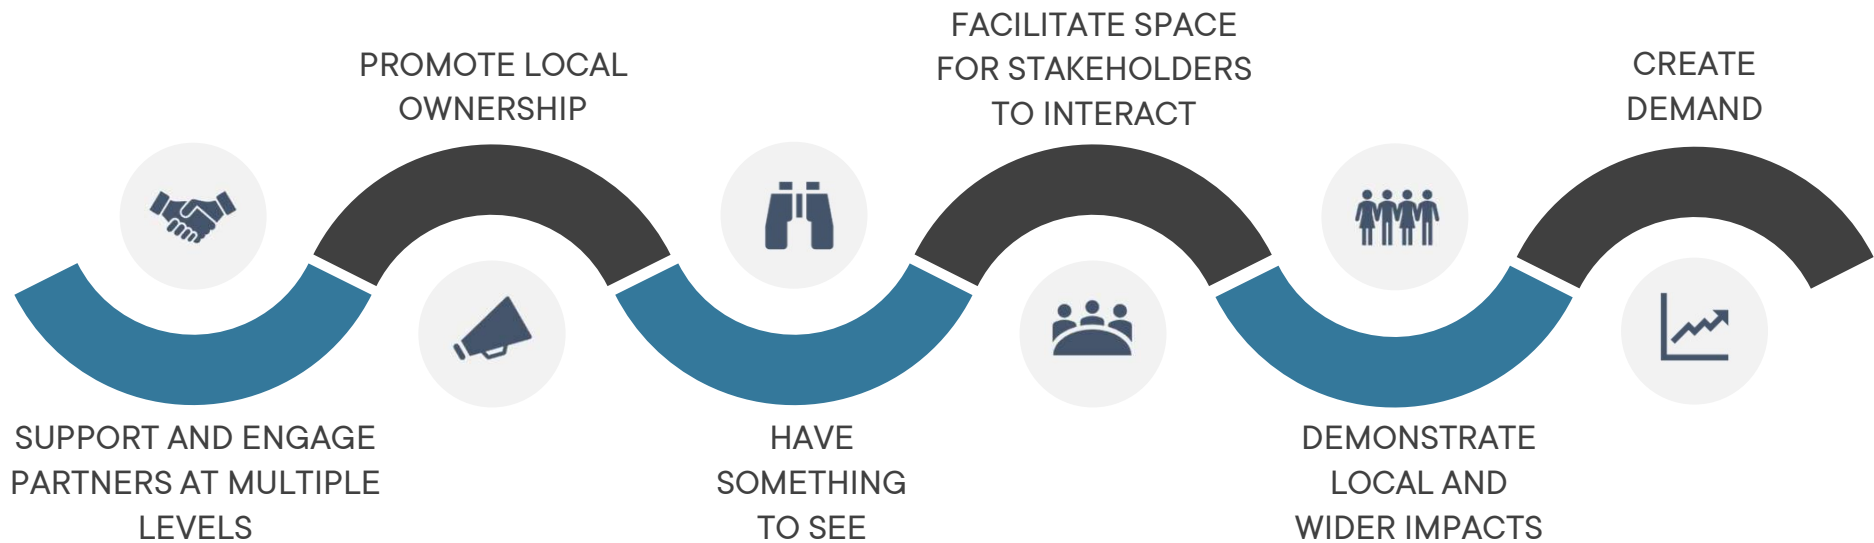 SUPPORT AND ENGAGE
PARTNERS AT MULTIPLE
LEVELS
PROMOTE LOCAL
OWNERSHIP
HAVE
SOMETHING
TO SEE
FACILITATE SPACE
FOR STAKEHOLDERS
TO INTERACT
DEMONSTRATE
LOCAL AND
WIDER IMPACTS
CREATE
DEMAND